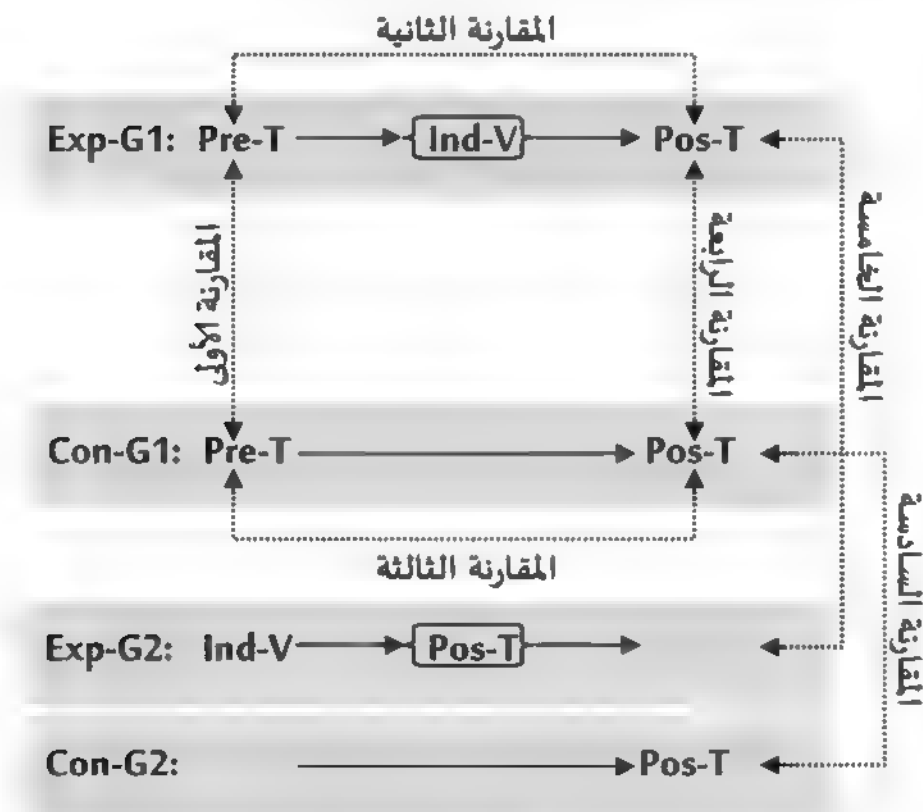 المقارنة الثانية
Exp-G1: Pre-T Ind-V Pos-T
المقارنة الأولى
المقارنة الرابعة
المقارنة الخامسة
Con-G1: Pre-T Pos-T
المقارنة الثالثة
المقارنة السادسة
Exp-G2: Ind-V Pos-T
Con-G2: Pos-T